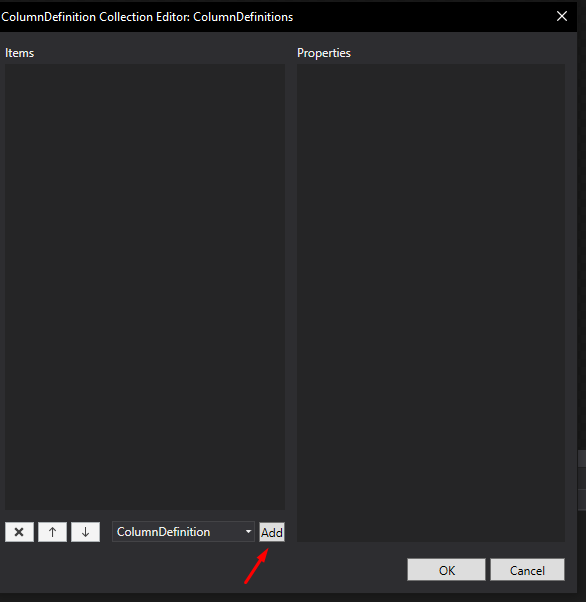 ColumnDefinition Collection Editor: ColumnDefinitions
Items
Properties
ColumnDefinition
Add
OK
Cancel